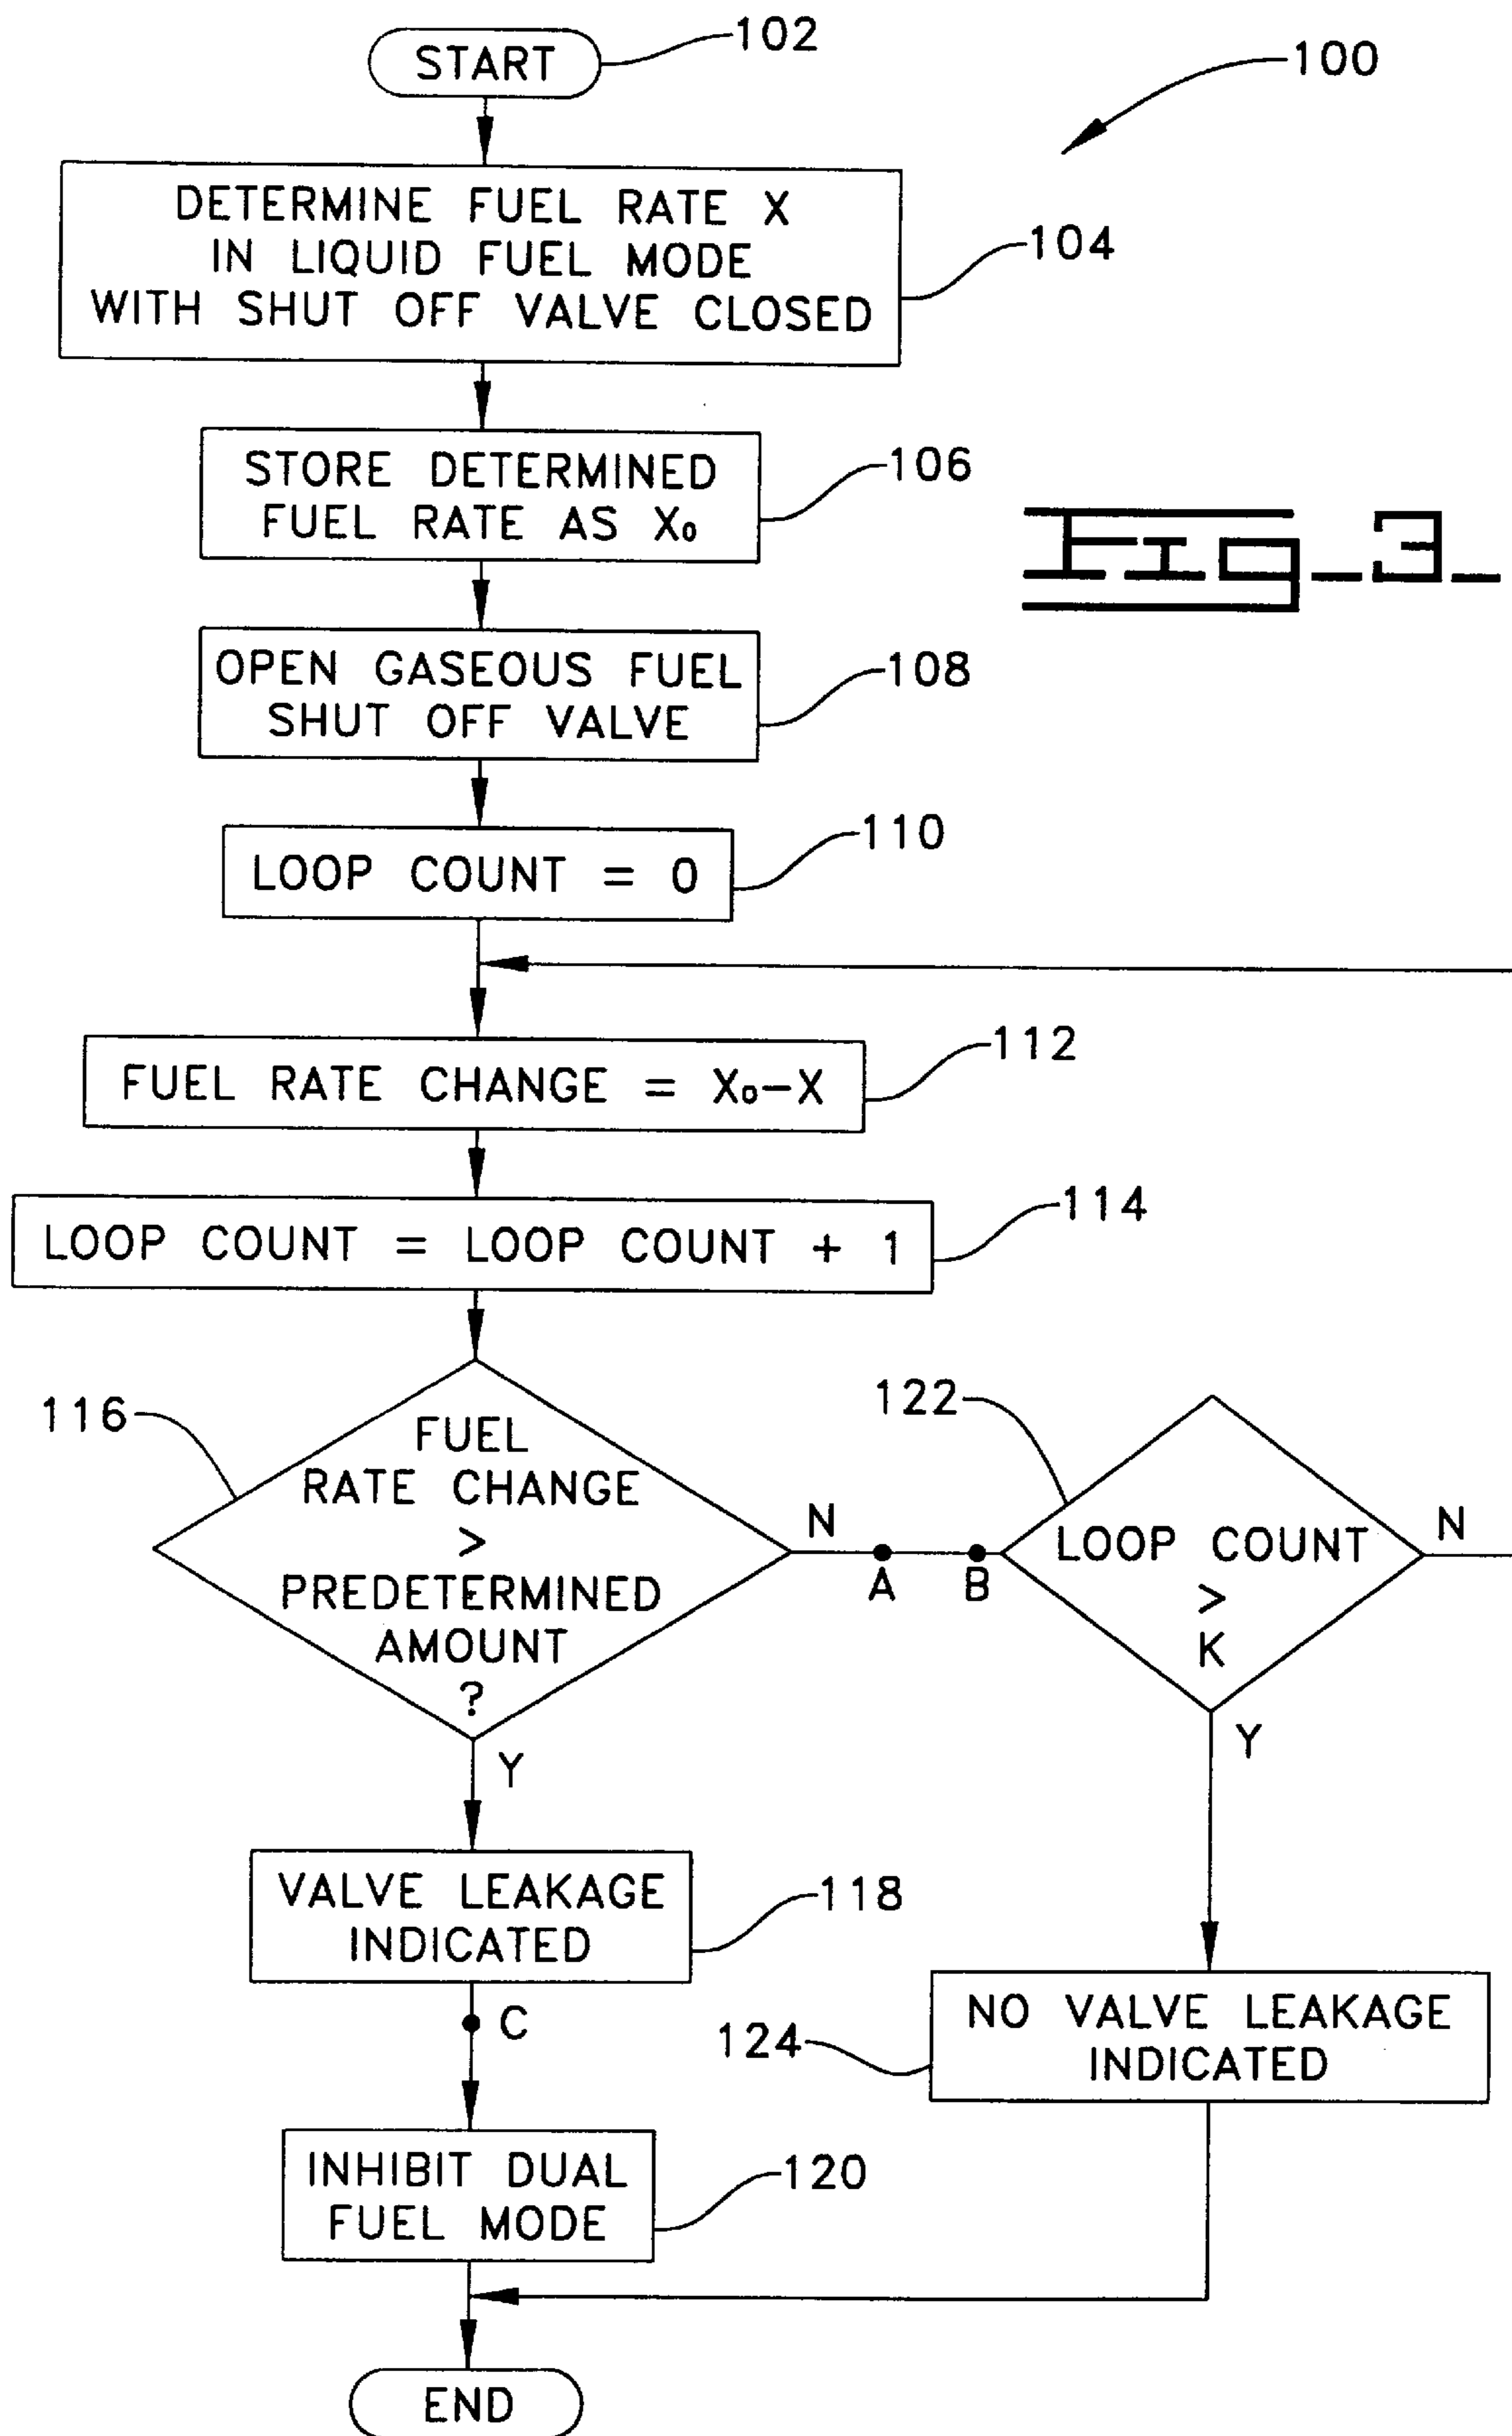 START
102
100
DETERMINE FUEL RATE X
IN LIQUID FUEL MODE
WITH SHUT OFF VALVE CLOSED
104
STORE DETERMINED
FUEL RATE AS X₀
106
Fig_3_
OPEN GASEOUS FUEL
SHUT OFF VALVE
108
LOOP COUNT = 0
110
FUEL RATE CHANGE = X₀-X
112
LOOP COUNT = LOOP COUNT + 1
114
116
FUEL
RATE CHANGE
>
PREDETERMINED
AMOUNT
?
N
A
B
122
LOOP COUNT
>
K
N
Y
Y
VALVE LEAKAGE
INDICATED
118
C
124
NO VALVE LEAKAGE
INDICATED
INHIBIT DUAL
FUEL MODE
120
END